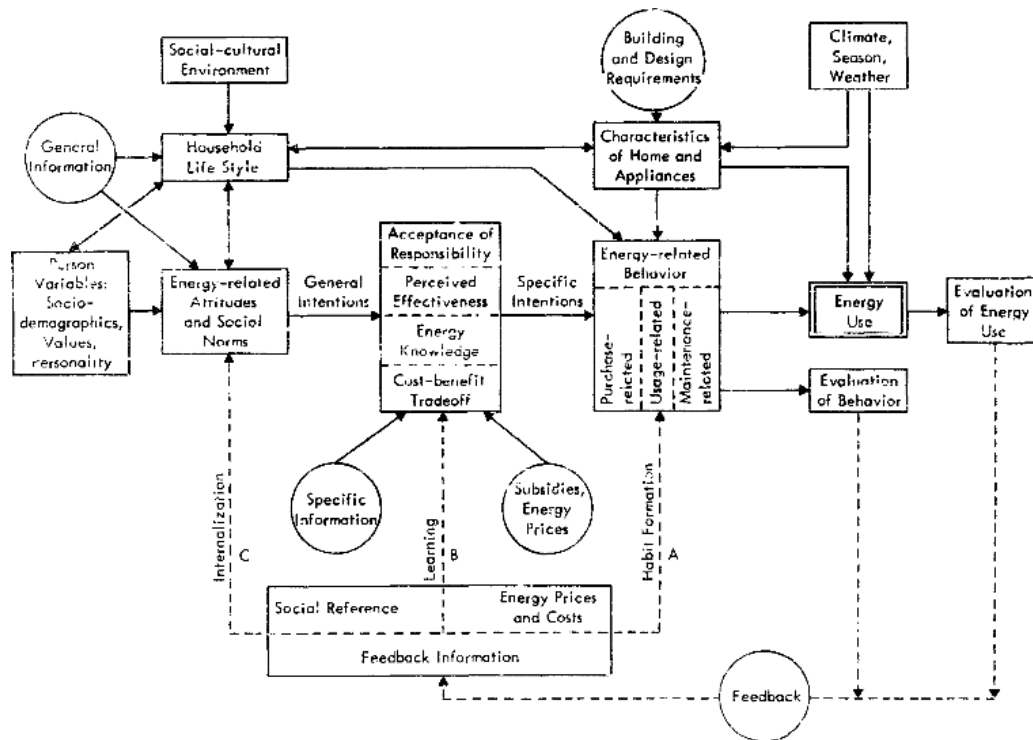 Social-cultural
Environment
Building
and Design
Requirements
Climate,
Season,
Weather
General
Information
Household
Life Style
Characteristics
of Home and
Appliances
Person
Variables:
Socio-
demographics,
Values,
Personality
Energy-related
Attitudes
and Social
Norms
General
Intentions
Acceptance of
Responsibility
Perceived
Effectiveness
Energy
Knowledge
Cost-benefit
Tradeoff
Specific
Intentions
Energy-related
Behavior
Purchase-
related
Usage-related
Maintenance-
related
Energy
Use
Evaluation
of Energy
Use
Evaluation
of Behavior
Specific
Information
Subsidies,
Energy
Prices
Internalization
C
Learning
B
Habit Formation
A
Social Reference
Energy Prices
and Costs
Feedback Information
Feedback